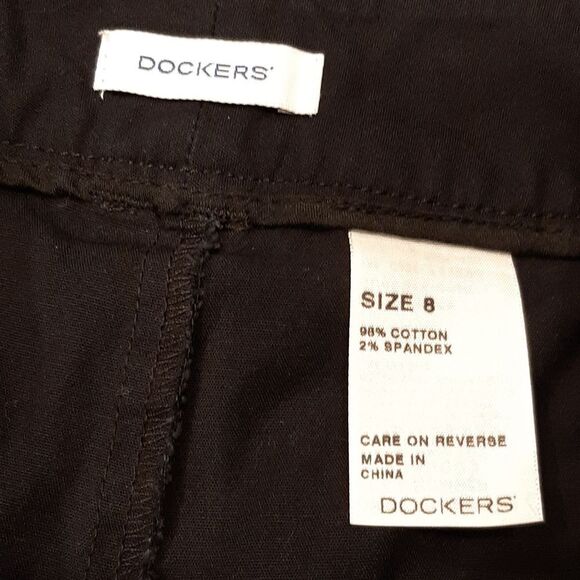 DOCKERS®
SIZE 8
98% COTTON
2% SPANDEX
CARE ON REVERSE
MADE IN
CHINA
DOCKERS®